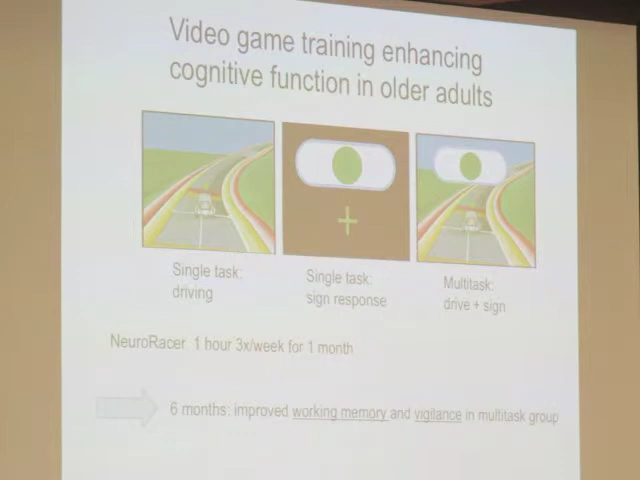 Video game training enhancing
cognitive function in older adults
Single task:
driving
Single task:
sign response
Multitask:
drive + sign
NeuroRacer 1 hour 3x/week for 1 month
6 months: improved working memory and vigilance in multitask group